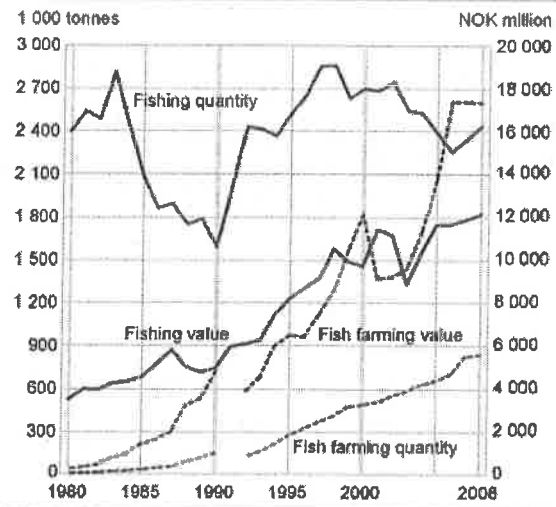 1 000 tonnes NOK million
3 000 20 000
2 700 18 000
Fishing quantity
2 400 16 000
2 100 14 000
1 800 12 000
1 500 10 000
1 200 8 000
Fishing value Fish farming value
900 6 000
600 4 000
300 2 000
Fish farming quantity
0 0
1980 1985 1990 1995 2000 2008